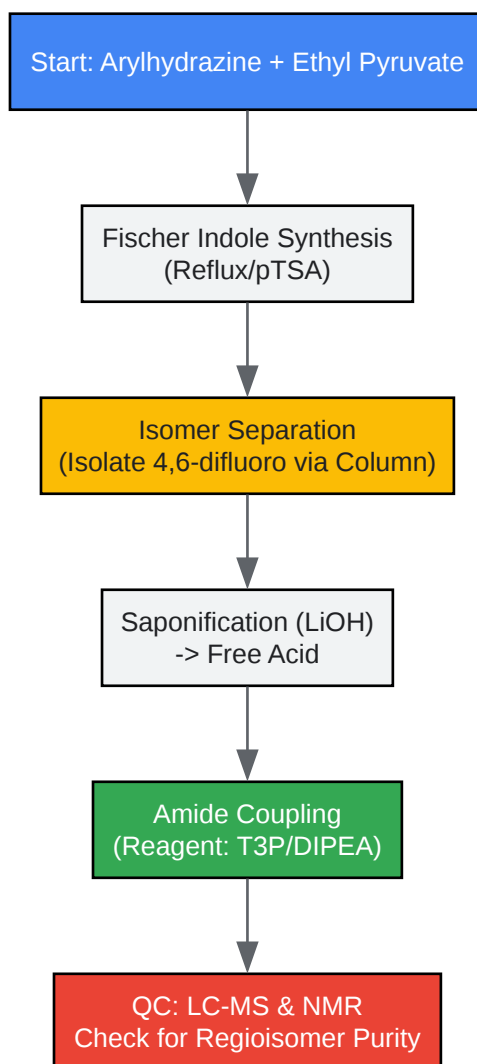 Start: Arylhydrazine + Ethyl Pyruvate
Fischer Indole Synthesis
(Reflux/pTSA)
Isomer Separation
(Isolate 4,6-difluoro via Column)
Saponification (LiOH)
-> Free Acid
Amide Coupling
(Reagent: T3P/DIPEA)
QC: LC-MS & NMR
Check for Regioisomer Purity